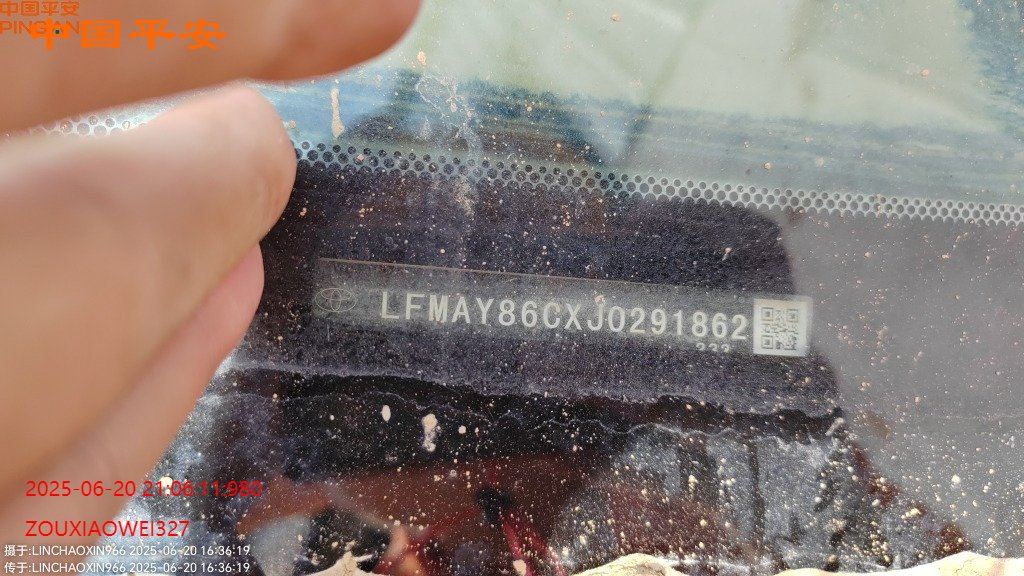 中国平安
PINGAN
中国平安
LFMAY86CXJ0291862
2025-06-20 21:06:11:980
ZOUXIAOWEI327
摄于:LINCHAOXIN966 2025-06-20 16:36:19
传于:LINCHAOXIN966 2025-06-20 16:36:19